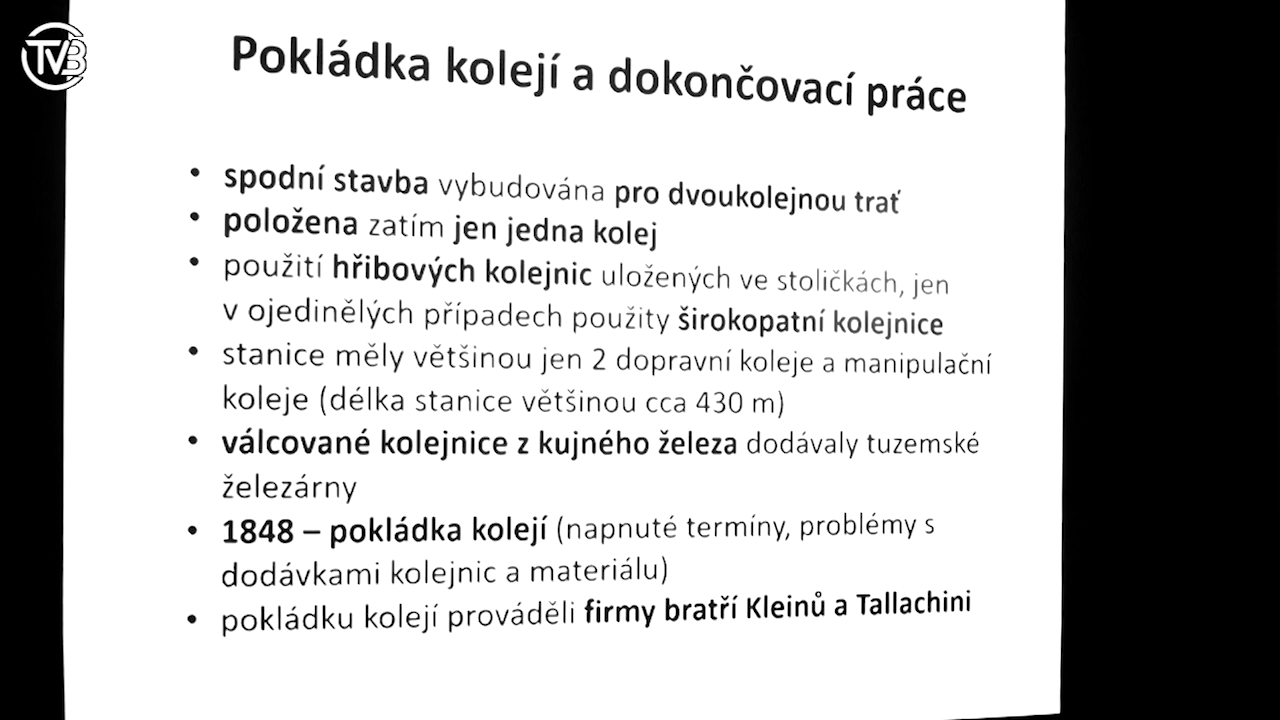 TVB
Pokládka kolejí a dokončovací práce
• spodní stavba vybudována pro dvoukolejnou trať
• položena zatím jen jedna kolej
• použití hřibových kolejnic uložených ve stoličkách, jen
v ojedinělých případech použity širokopatní kolejnice
• stanice měly většinou jen 2 dopravní koleje a manipulační
koleje (délka stanice většinou cca 430 m)
• válcované kolejnice z kujného železa dodávaly tuzemské
železárny
• 1848 – pokládka kolejí (napnuté termíny, problémy s
dodávkami kolejnic a materiálu)
• pokládku kolejí prováděli firmy bratří Kleinů a Tallachini